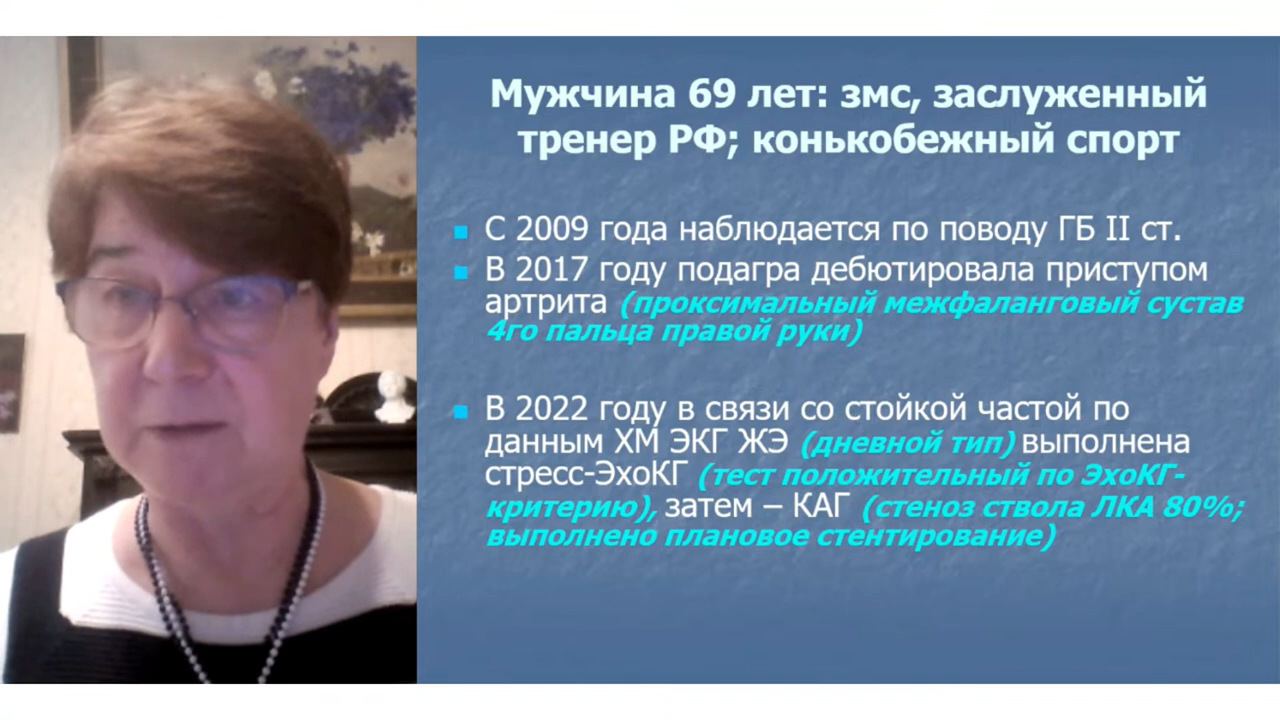 Мужчина 69 лет: змс, заслуженный
тренер РФ; конькобежный спорт
С 2009 года наблюдается по поводу ГБ II ст.
В 2017 году подагра дебютировала приступом
артрита (проксимальный межфаланговый сустав
4го пальца правой руки)
В 2022 году в связи со стойкой частой по
данным ХМ ЭКГ ЖЭ (дневной тип) выполнена
стресс-ЭхоКГ (тест положительный по ЭхоКГ-
критерию), затем – КАГ (стеноз ствола ЛКА 80%;
выполнено плановое стентирование)